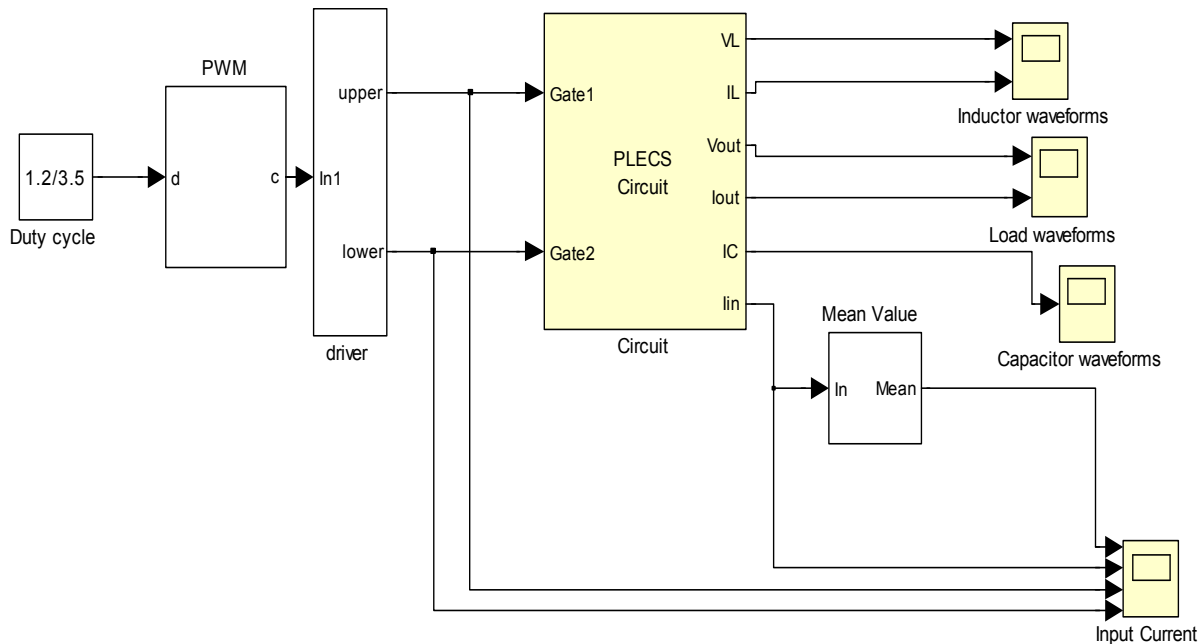 PWM
1.2/3.5
Duty cycle
d
c
In1
upper
lower
driver
Gate1
Gate2
PLECS
Circuit
VL
IL
Vout
Iout
IC
Iin
Circuit
Inductor waveforms
Load waveforms
Capacitor waveforms
Mean Value
In
Mean
Input Current